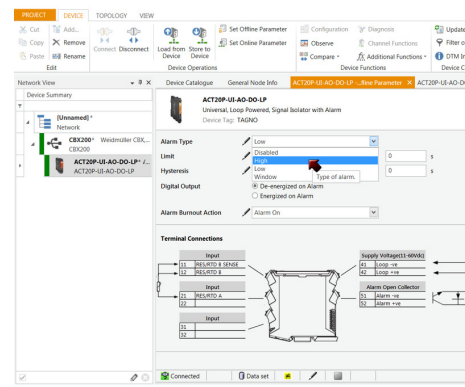 PROJECT DEVICE TOPOLOGY VIEW
Cut Add...
Copy Remove
Paste Rename
Edit
Connect Disconnect
Load from Device Store to Device
Device Operations
Set Offline Parameter
Set Online Parameter
Configuration Diagnosis
Observe Channel Functions
Compare Additional Functions
Device Functions
Update
Filter o
DTM In
Device C
Network View
Device Summary
[Unnamed]*
Network
CBX200* Weidmüller CBX,...
CBX200
ACT20P-UI-AO-DO-LP* /...
ACT20P-UI-AO-DO-LP
Device Catalogue General Node Info ACT20P-UI-AO-DO-LP -...fline Parameter × ACT20P-UI-AO-D
ACT20P-UI-AO-DO-LP
Universal, Loop Powered, Signal Isolator with Alarm
Device Tag: TAGNO
Alarm Type Low
Disabled
High
Low
Window
Type of alarm.
Limit 0 s
Hysteresis 0 s
Digital Output De-energized on Alarm
Energized on Alarm
Alarm Burnout Action Alarm On
Terminal Connections
Input
11 RES/RTD B SENSE
12 RES/RTD B
Input
21 RES/RTD A
22
Input
31
32
Supply Voltage(11-60Vdc)
41 Loop -ve
42 Loop +ve
Alarm Open Collector
51 Alarm -ve
52 Alarm +ve
Connected Data set